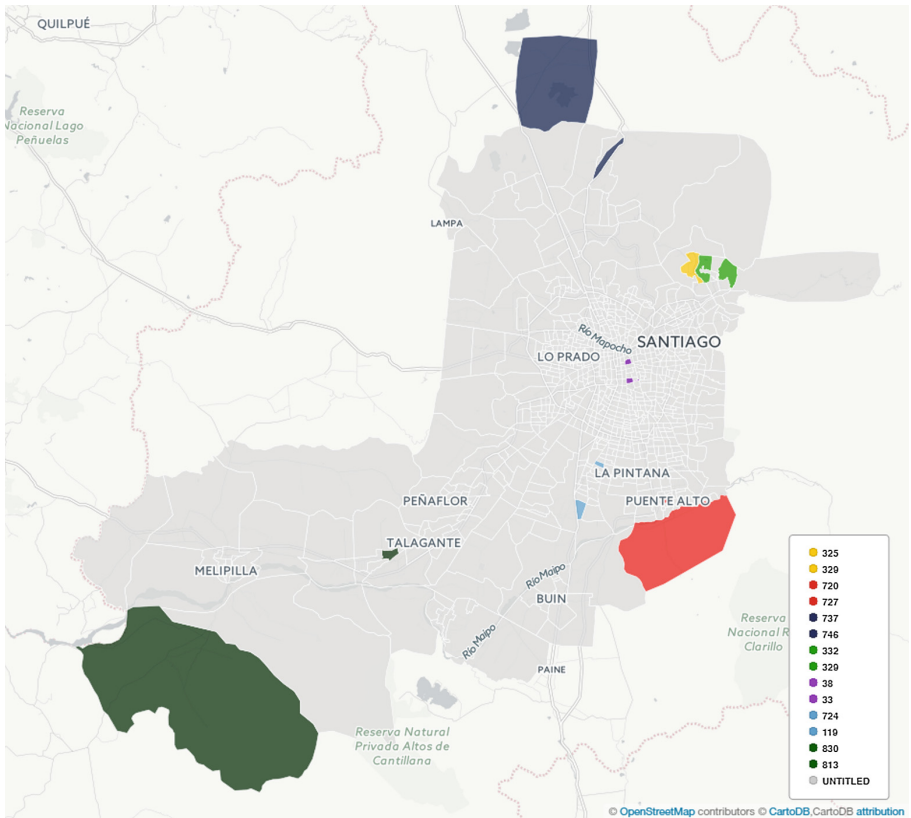 QUILPUÉ
Reserva
Nacional Lago
Peñuelas
LAMPA
Río Mapocho
SANTIAGO
LO PRADO
LA PINTANA
PEÑAFLOR
PUENTE ALTO
TALAGANTE
MELIPILLA
Río Maipo
BUIN
Río Maipo
PAINE
Reserva
Nacional R
Clarillo
Reserva Natural
Privada Altos de
Cantillana
325
329
720
727
737
746
332
329
38
33
724
119
830
813
UNTITLED
© OpenStreetMap contributors © CartoDB,CartoDB attribution